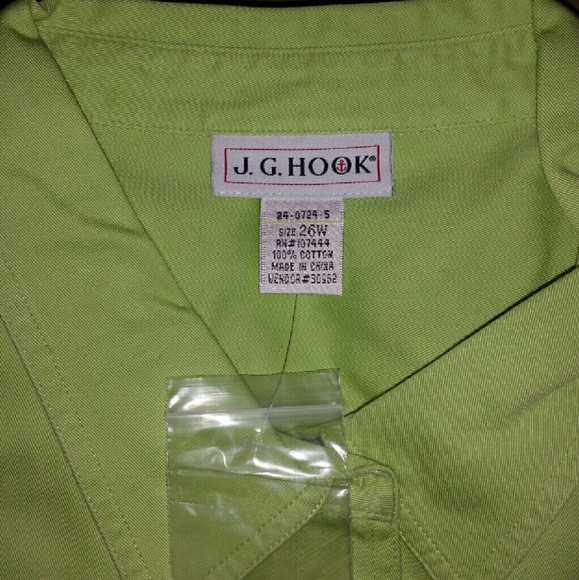 J. G. HOOK®
24-0724-5
SIZE 26W
RN#107444
100% COTTON
MADE IN CHINA
VENDOR#30552